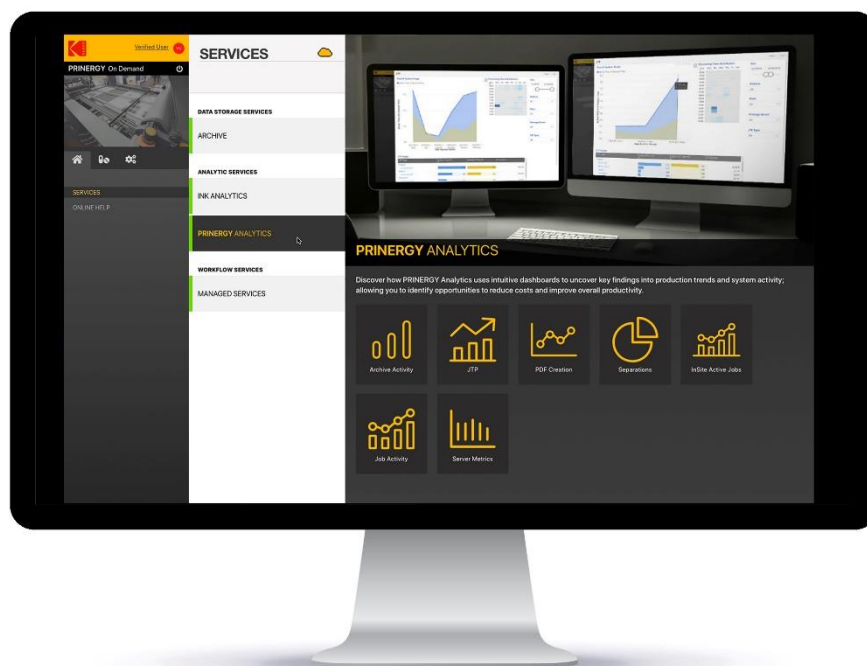 Verified User
PRINERGY On Demand
SERVICES
ONLINE HELP
SERVICES
DATA STORAGE SERVICES
ARCHIVE
ANALYTIC SERVICES
INK ANALYTICS
PRINERGY ANALYTICS
WORKFLOW SERVICES
MANAGED SERVICES
PRINERGY ANALYTICS
Discover how PRINERGY Analytics uses intuitive dashboards to uncover key findings into production trends and system activity;
allowing you to identify opportunities to reduce costs and improve overall productivity.
Archive Activity
JTP
PDF Creation
Separations
InSite Active Jobs
Job Activity
Server Metrics